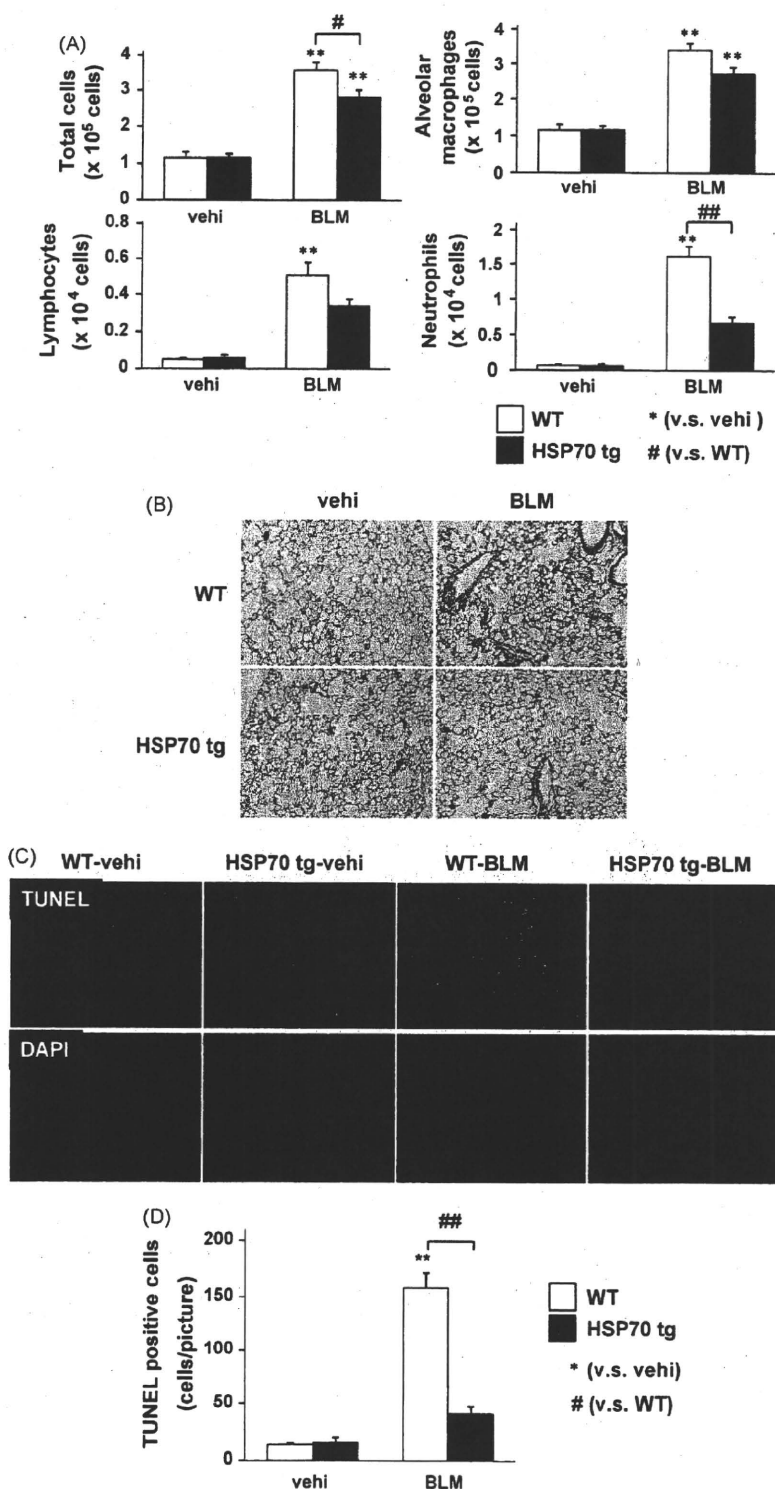 (A)
Total cells
(x 10⁵ cells)
4
3
2
1
0
#
**
**
vehi
BLM
Alveolar
macrophages
(x 10⁵ cells)
4
3
2
1
0
**
**
vehi
BLM
Lymphocytes
(x 10⁴ cells)
0.8
0.6
0.4
0.2
0
**
vehi
BLM
Neutrophils
(x 10⁴ cells)
2
1.5
1
0.5
0
##
**
vehi
BLM
WT
* (v.s. vehi )
HSP70 tg
# (v.s. WT)
(B)
vehi
BLM
WT
HSP70 tg
(C)
WT-vehi
HSP70 tg-vehi
WT-BLM
HSP70 tg-BLM
TUNEL
DAPI
(D)
TUNEL positive cells
(cells/picture)
200
150
100
50
0
##
**
vehi
BLM
WT
HSP70 tg
* (v.s. vehi)
# (v.s. WT)